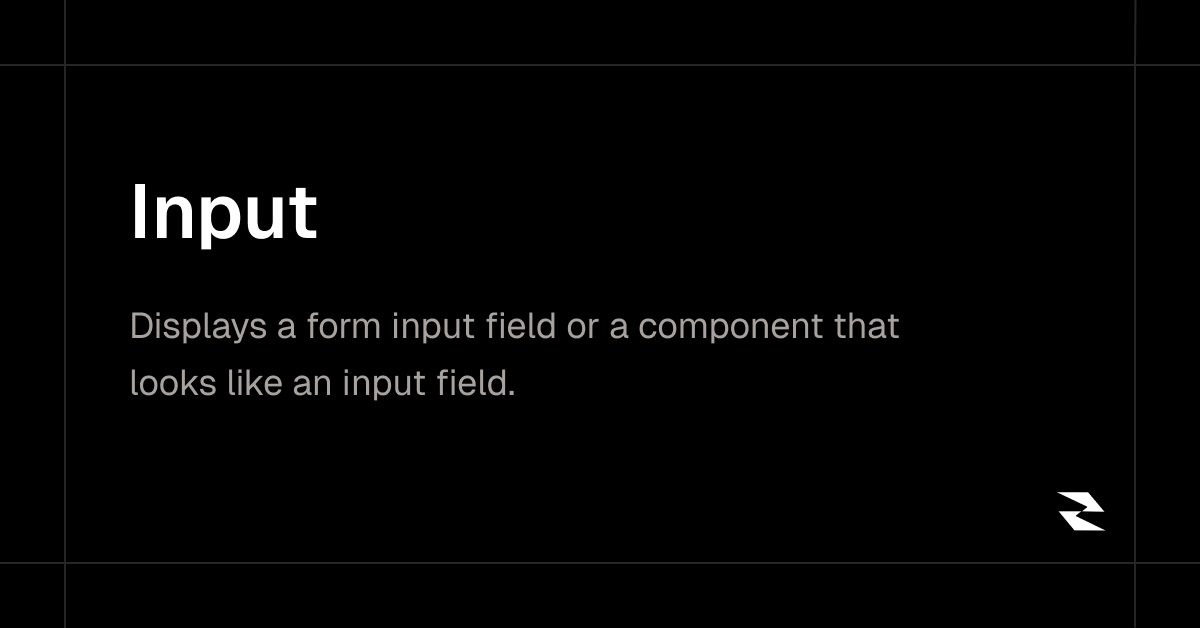 Input
Displays a form input field or a component that
looks like an input field.